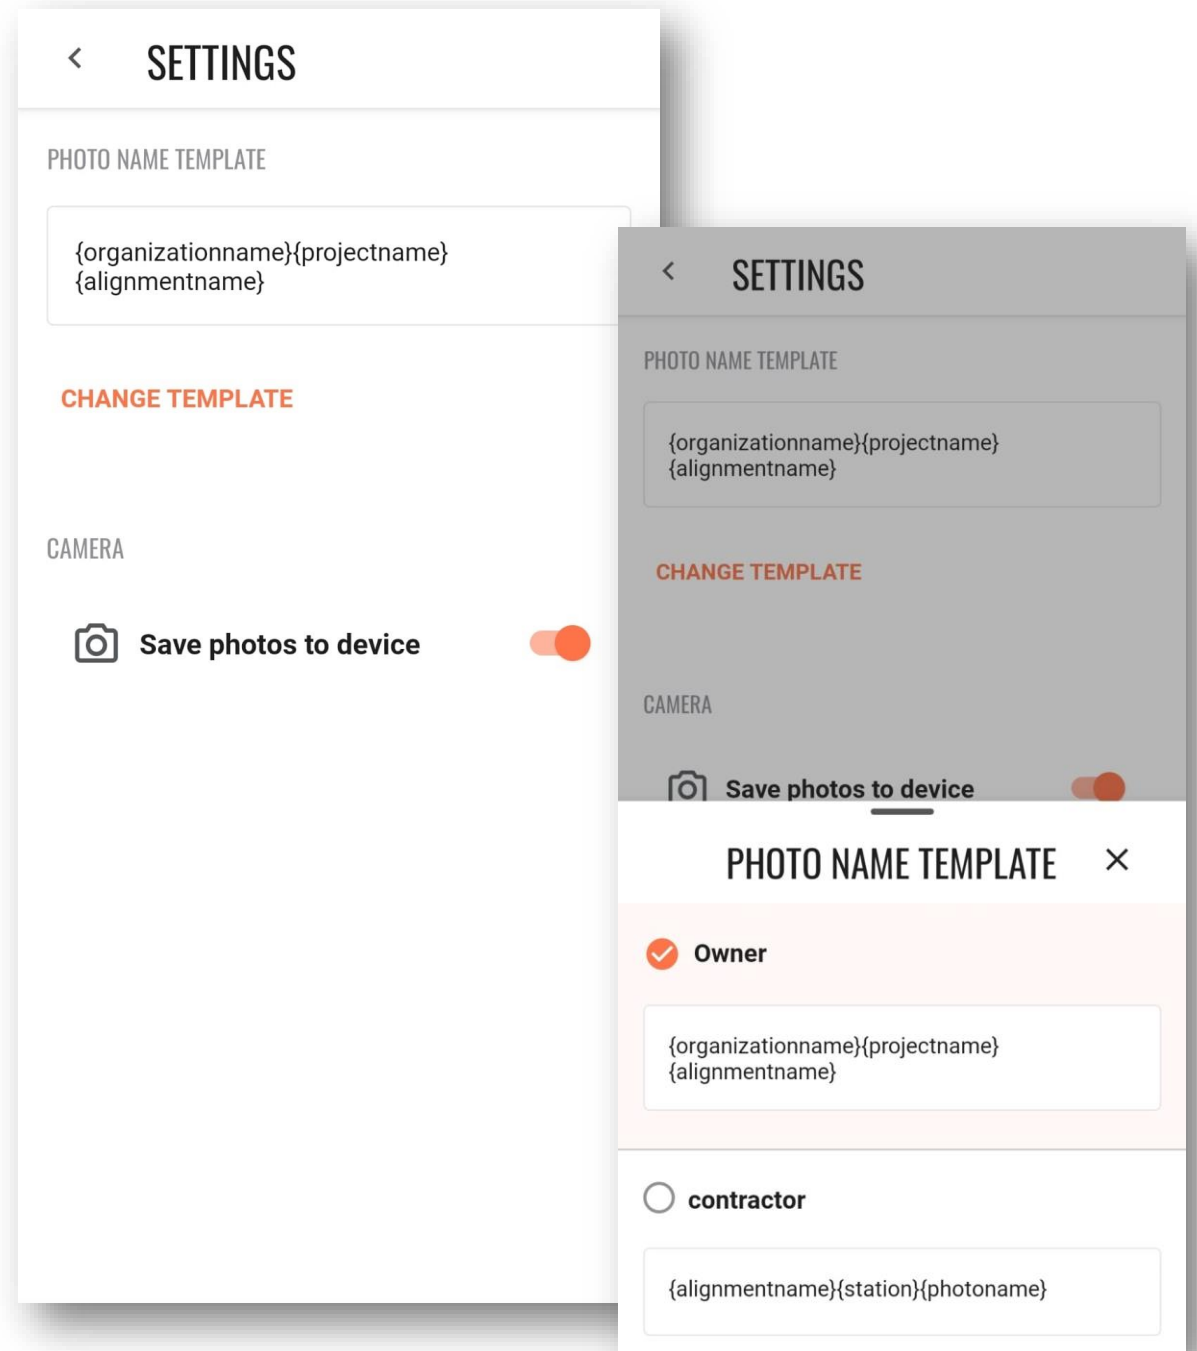 SETTINGS
PHOTO NAME TEMPLATE
{organizationname}{projectname}
{alignmentname}
CHANGE TEMPLATE
CAMERA
Save photos to device
SETTINGS
PHOTO NAME TEMPLATE
{organizationname}{projectname}
{alignmentname}
CHANGE TEMPLATE
CAMERA
Save photos to device
PHOTO NAME TEMPLATE
Owner
{organizationname}{projectname}
{alignmentname}
contractor
{alignmentname}{station}{photoname}